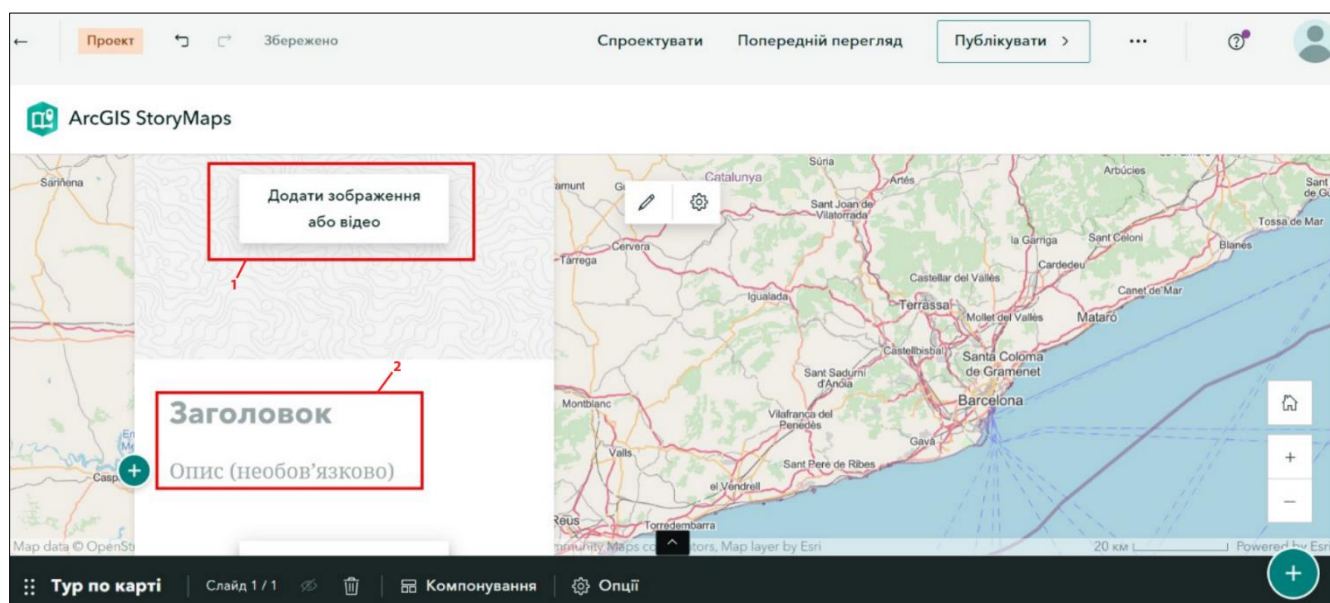 Проект
Збережено
Спроектувати
Попередній перегляд
Публікувати
ArcGIS StoryMaps
Додати зображення
або відео
1
2
Заголовок
Опис (необов’язково)
Sariñena
Súria
Catalunya
Artés
Arbúcies
Sant
Sant Joan de
Vilatorrada
Tossa de Mar
la Garriga
Sant Celoni
Blanes
Cervera
Tàrrega
Cardedeu
Castellar del Vallès
Canet de Mar
Igualada
Terrassa
Mollet del Vallès
Mataró
Castellbisbal
Santa Coloma
de Gramenet
Sant Sadurní
d'Anoia
Montblanc
Barcelona
Vilafranca del
Penedès
Gavà
Valls
Sant Pere de Ribes
el Vendrell
Reus
Torredembarra
Map data © OpenSt
Map layer by Esri
20 км
Powered by Esri
Тур по карті
Слайд 1 / 1
Компонування
Опції